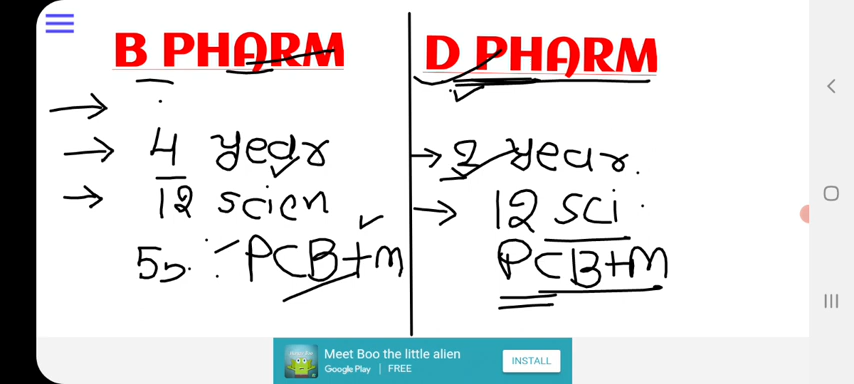 B PHARM
4 year
12 scien
PCB+M
D PHARM
2 year.
12 sci
PCB+M
Meet Boo the little alien
Google Play | FREE
INSTALL